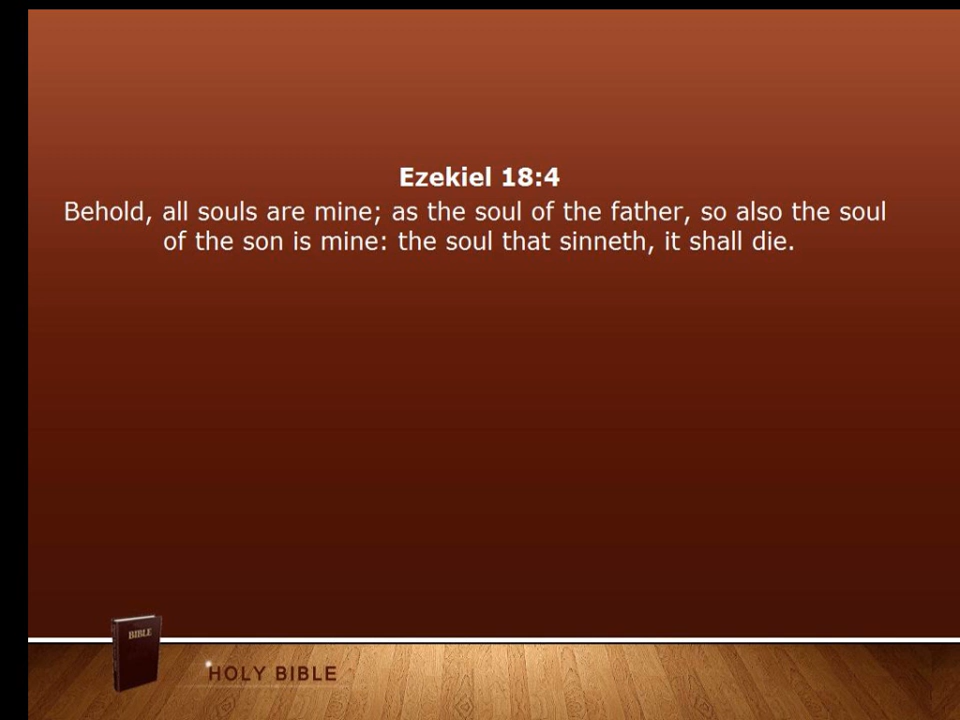 Ezekiel 18:4
Behold, all souls are mine; as the soul of the father, so also the soul
of the son is mine: the soul that sinneth, it shall die.
BIBLE
HOLY BIBLE